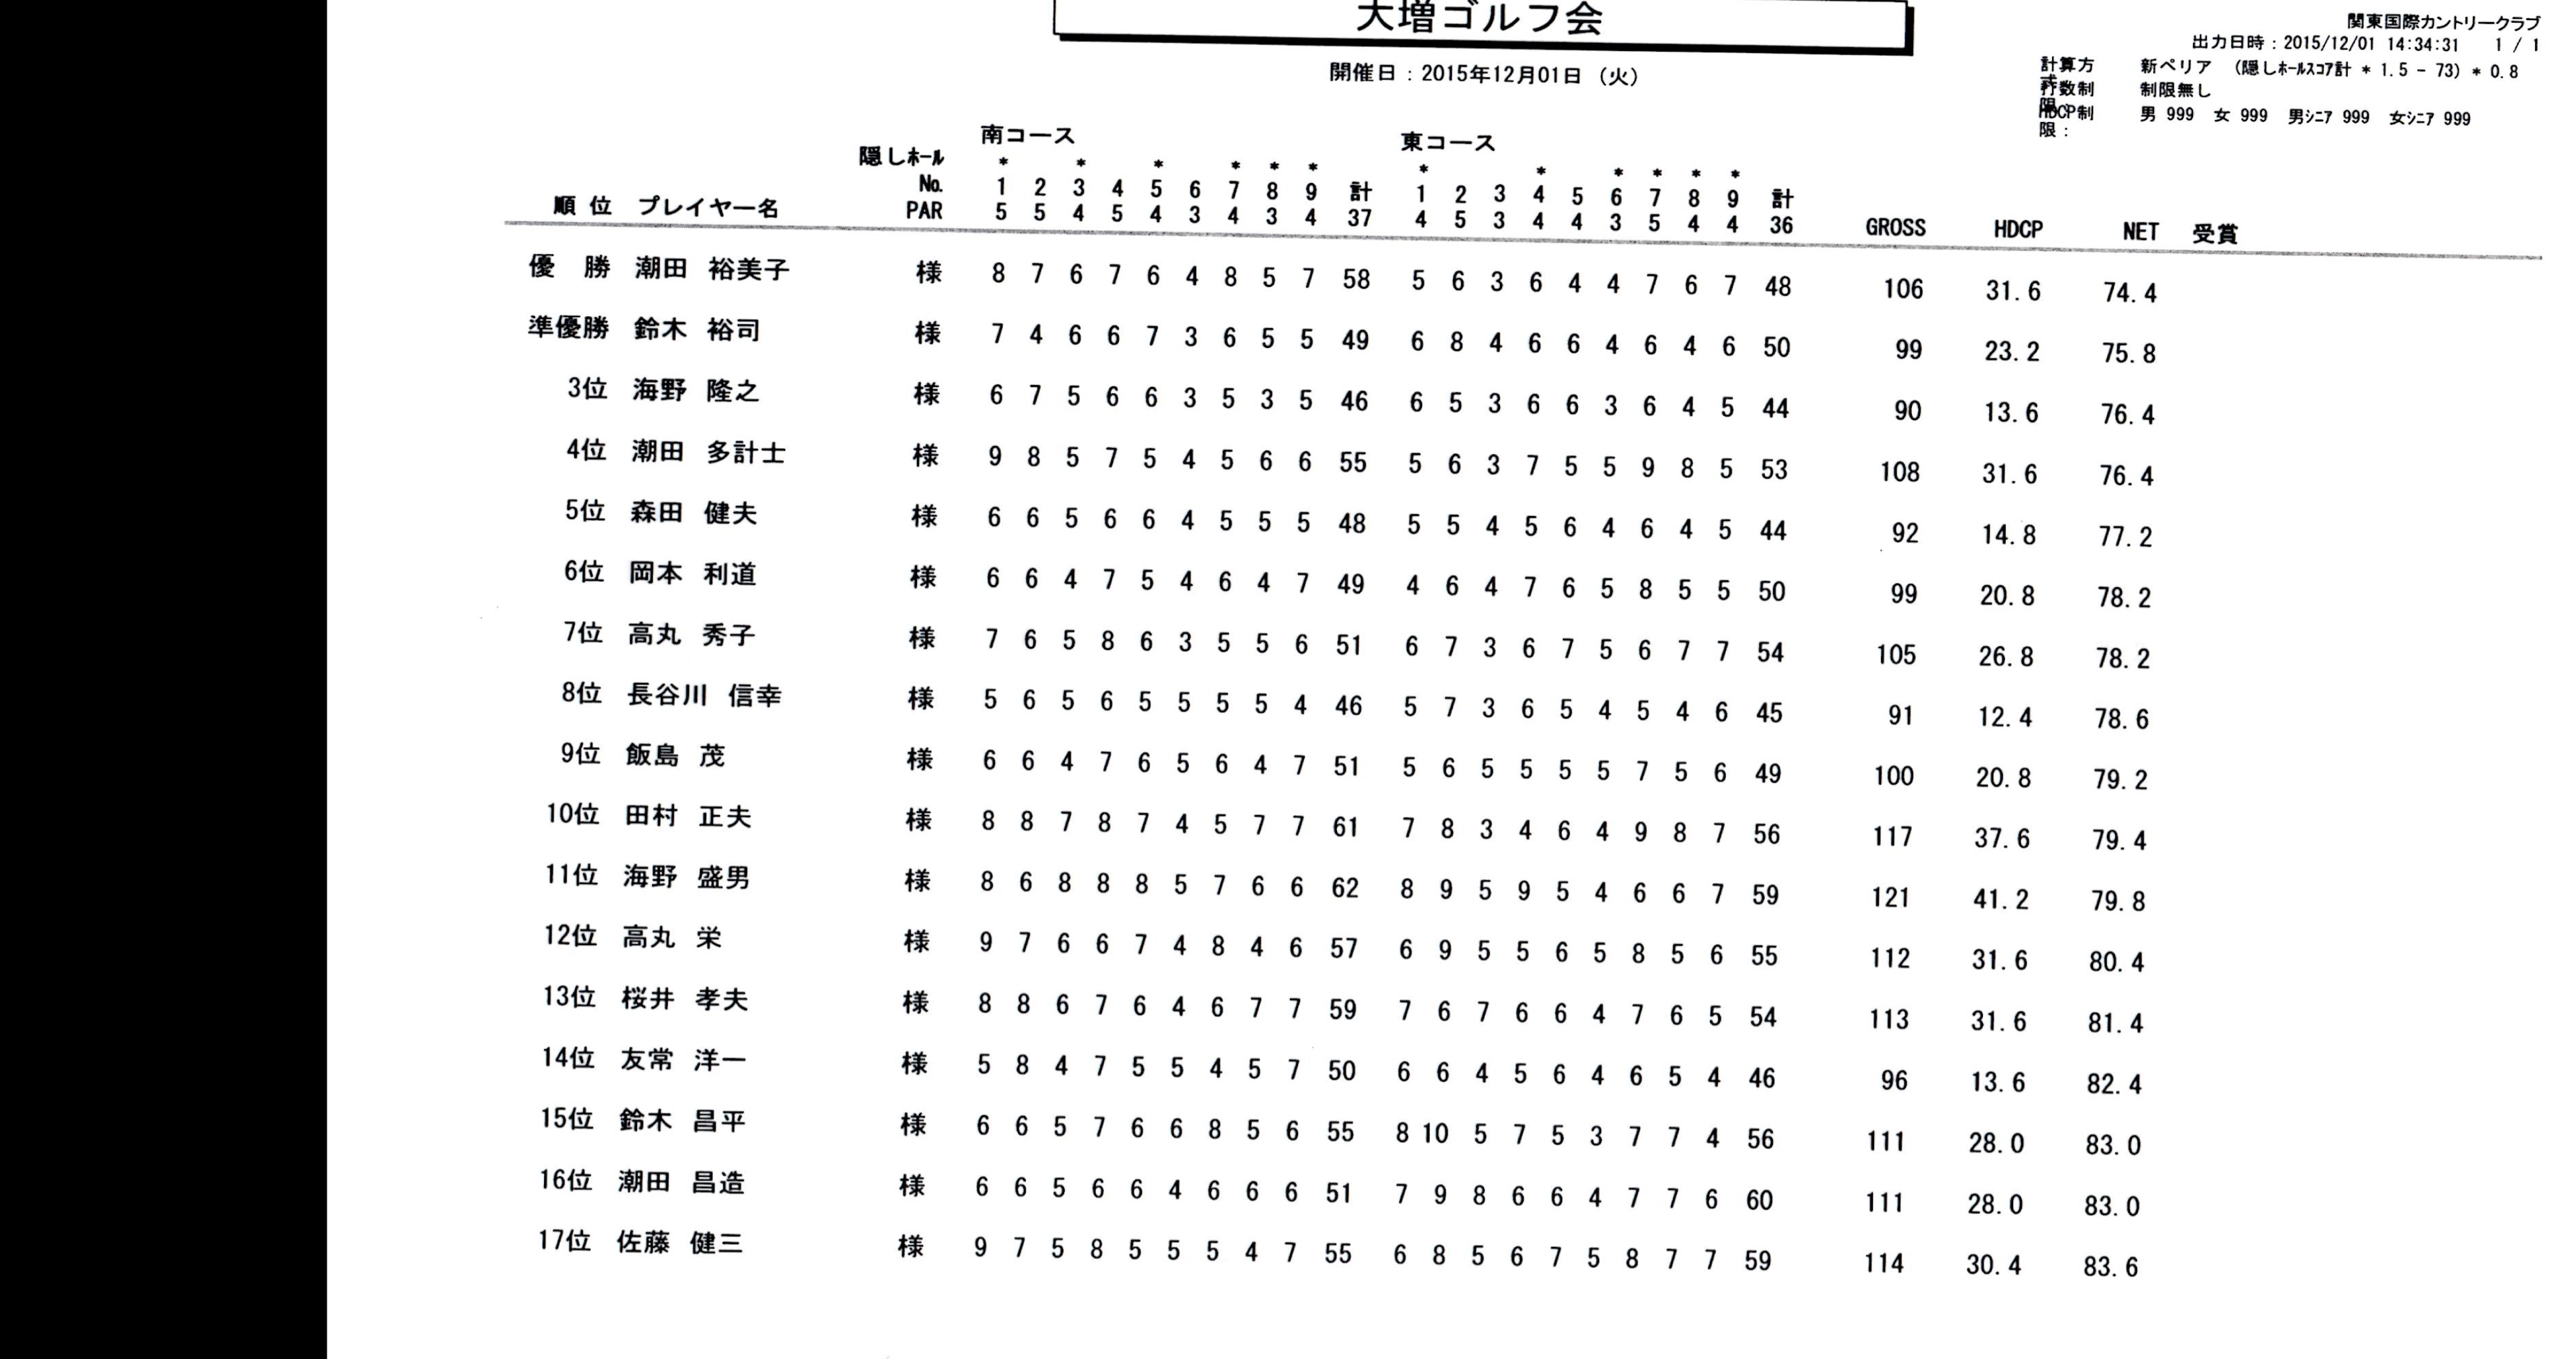 大増ゴルフ会
関東国際カントリークラブ
出力日時：2015/12/01 14:34:31 1 / 1
開催日：2015年12月01日（火）
計算方式 新ペリア （隠しﾎｰﾙｽｺｱ計 * 1.5 - 73）* 0.8
打数制限 制限無し
HDCP制限： 男 999 女 999 男ｼﾆｱ 999 女ｼﾆｱ 999
南コース 東コース
隠しﾎｰﾙ * * * * * * * * * * * *
No. 1 2 3 4 5 6 7 8 9 計 1 2 3 4 5 6 7 8 9 計
順 位 プレイヤー名 PAR 5 5 4 5 4 3 4 3 4 37 4 5 3 4 4 3 5 4 4 36 GROSS HDCP NET 受賞
優 勝 潮田 裕美子 様 8 7 6 7 6 4 8 5 7 58 5 6 3 6 4 4 7 6 7 48 106 31.6 74.4
準優勝 鈴木 裕司 様 7 4 6 6 7 3 6 5 5 49 6 8 4 6 6 4 6 4 6 50 99 23.2 75.8
3位 海野 隆之 様 6 7 5 6 6 3 5 3 5 46 6 5 3 6 6 3 6 4 5 44 90 13.6 76.4
4位 潮田 多計士 様 9 8 5 7 5 4 5 6 6 55 5 6 3 7 5 5 9 8 5 53 108 31.6 76.4
5位 森田 健夫 様 6 6 5 6 6 4 5 5 5 48 5 5 4 5 6 4 6 4 5 44 92 14.8 77.2
6位 岡本 利道 様 6 6 4 7 5 4 6 4 7 49 4 6 4 7 6 5 8 5 5 50 99 20.8 78.2
7位 高丸 秀子 様 7 6 5 8 6 3 5 5 6 51 6 7 3 6 7 5 6 7 7 54 105 26.8 78.2
8位 長谷川 信幸 様 5 6 5 6 5 5 5 5 4 46 5 7 3 6 5 4 5 4 6 45 91 12.4 78.6
9位 飯島 茂 様 6 6 4 7 6 5 6 4 7 51 5 6 5 5 5 5 7 5 6 49 100 20.8 79.2
10位 田村 正夫 様 8 8 7 8 7 4 5 7 7 61 7 8 3 4 6 4 9 8 7 56 117 37.6 79.4
11位 海野 盛男 様 8 6 8 8 8 5 7 6 6 62 8 9 5 9 5 4 6 6 7 59 121 41.2 79.8
12位 高丸 栄 様 9 7 6 6 7 4 8 4 6 57 6 9 5 5 6 5 8 5 6 55 112 31.6 80.4
13位 桜井 孝夫 様 8 8 6 7 6 4 6 7 7 59 7 6 7 6 6 4 7 6 5 54 113 31.6 81.4
14位 友常 洋一 様 5 8 4 7 5 5 4 5 7 50 6 6 4 5 6 4 6 5 4 46 96 13.6 82.4
15位 鈴木 昌平 様 6 6 5 7 6 6 8 5 6 55 8 10 5 7 5 3 7 7 4 56 111 28.0 83.0
16位 潮田 昌造 様 6 6 5 6 6 4 6 6 6 51 7 9 8 6 6 4 7 7 6 60 111 28.0 83.0
17位 佐藤 健三 様 9 7 5 8 5 5 5 4 7 55 6 8 5 6 7 5 8 7 7 59 114 30.4 83.6